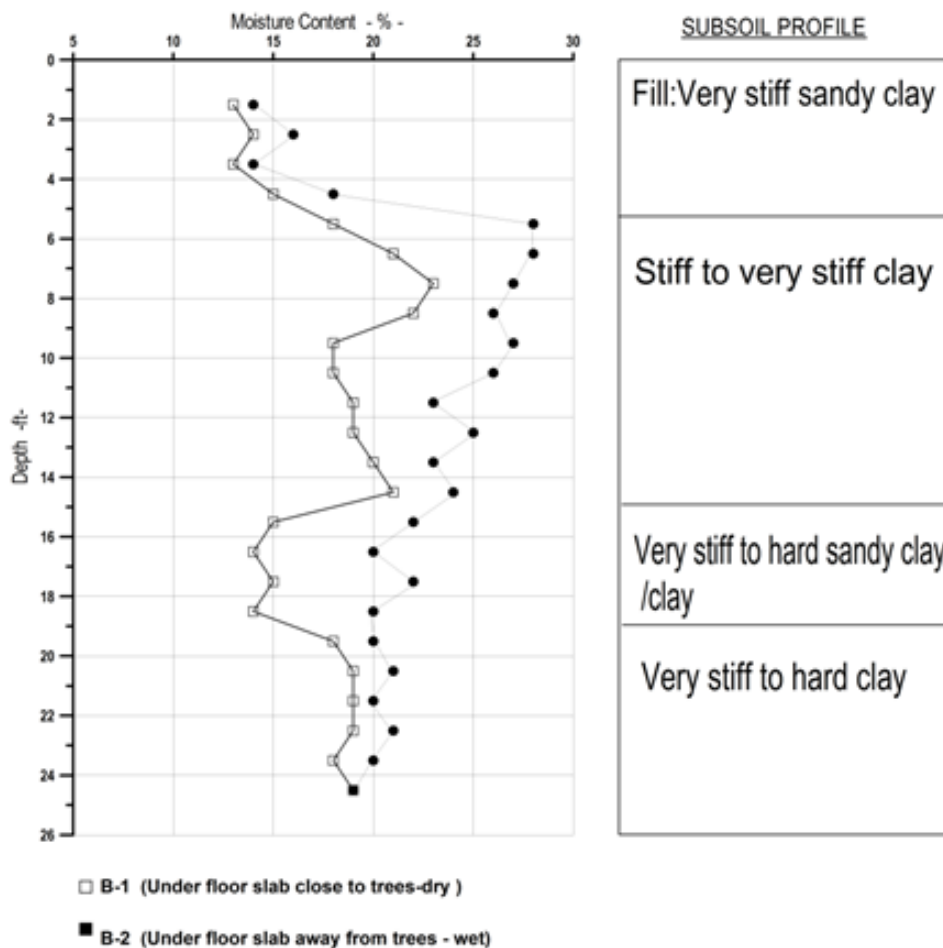 Moisture Content - % -
SUBSOIL PROFILE
5 10 15 20 25 30
0
2
4
6
8
10
12
14
16
18
20
22
24
26
Depth -ft-
Fill:Very stiff sandy clay
Stiff to very stiff clay
Very stiff to hard sandy clay
/clay
Very stiff to hard clay
B-1 (Under floor slab close to trees-dry )
B-2 (Under floor slab away from trees - wet)